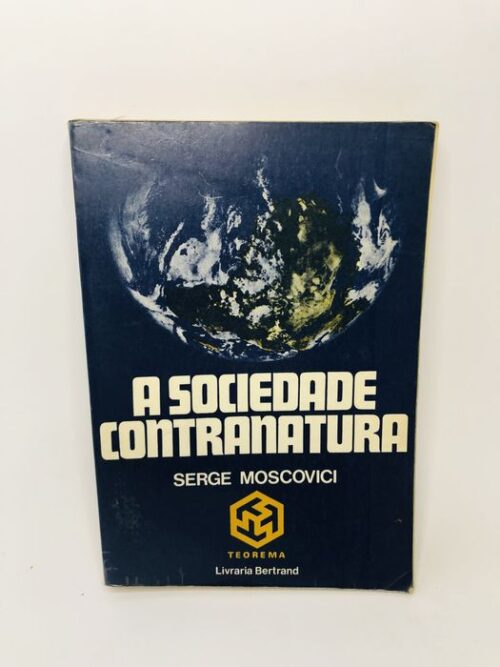 A SOCIEDADE
CONTRANATURA
SERGE MOSCOVICI
TEOREMA
Livraria Bertrand